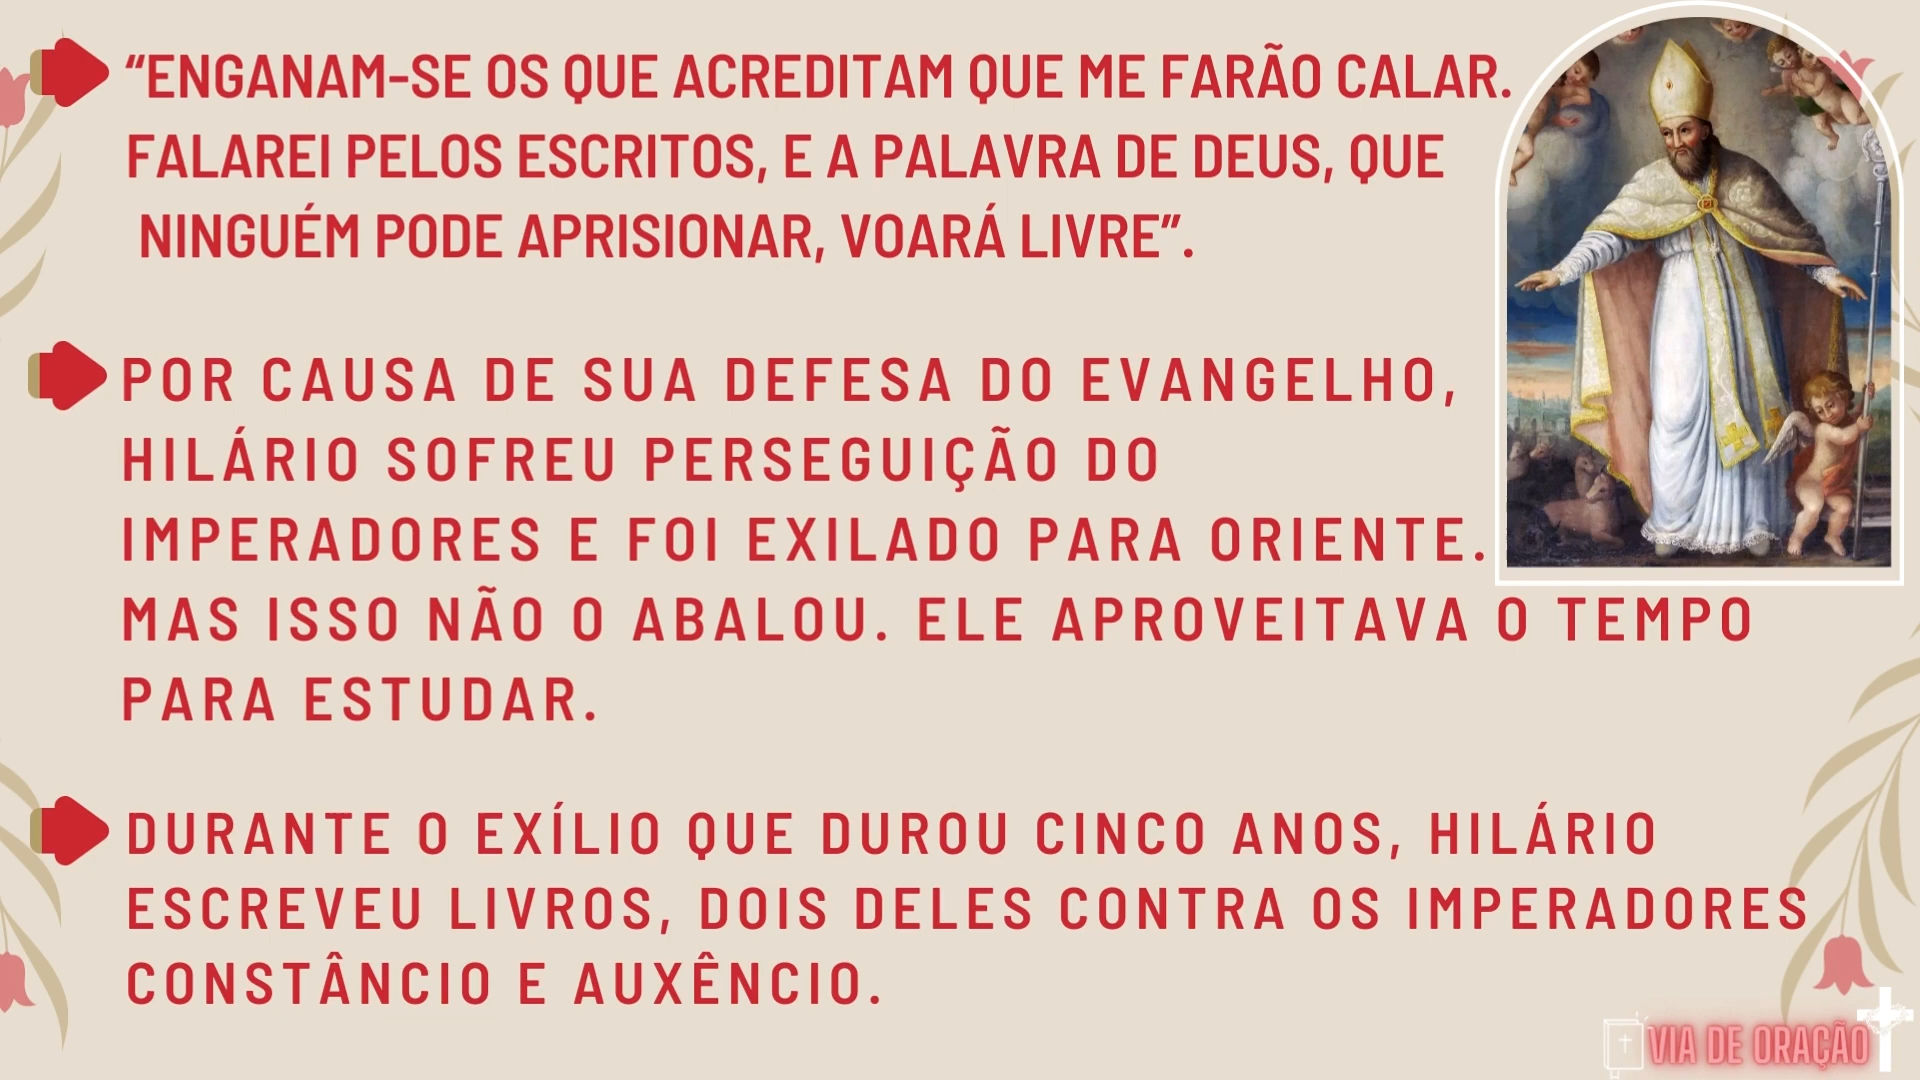 “ENGANAM-SE OS QUE ACREDITAM QUE ME FARÃO CALAR.
FALAREI PELOS ESCRITOS, E A PALAVRA DE DEUS, QUE
NINGUÉM PODE APRISIONAR, VOARÁ LIVRE”.
POR CAUSA DE SUA DEFESA DO EVANGELHO,
HILÁRIO SOFREU PERSEGUIÇÃO DO
IMPERADORES E FOI EXILADO PARA ORIENTE.
MAS ISSO NÃO O ABALOU. ELE APROVEITAVA O TEMPO
PARA ESTUDAR.
DURANTE O EXÍLIO QUE DUROU CINCO ANOS, HILÁRIO
ESCREVEU LIVROS, DOIS DELES CONTRA OS IMPERADORES
CONSTÂNCIO E AUXÊNCIO.
VIA DE ORAÇÃO